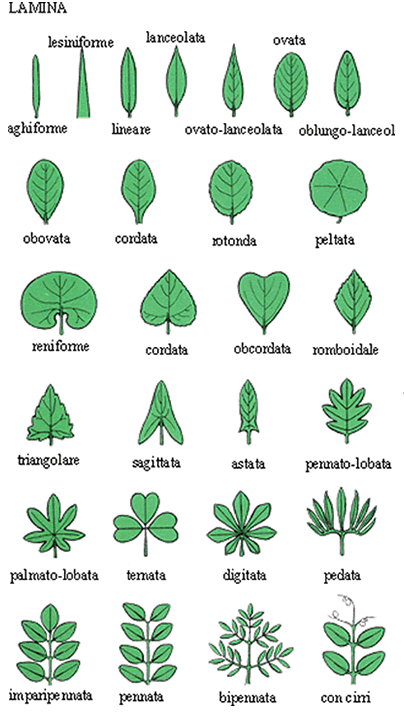 LAMINA
lesiniforme lanceolata ovata
aghiforme lineare ovato-lanceolata oblungo-lanceol
obovata cordata rotonda peltata
reniforme cordata obcordata romboidale
triangolare sagittata astata pennato-lobata
palmato-lobata ternata digitata pedata
imparipennata pennata bipennata con cirri